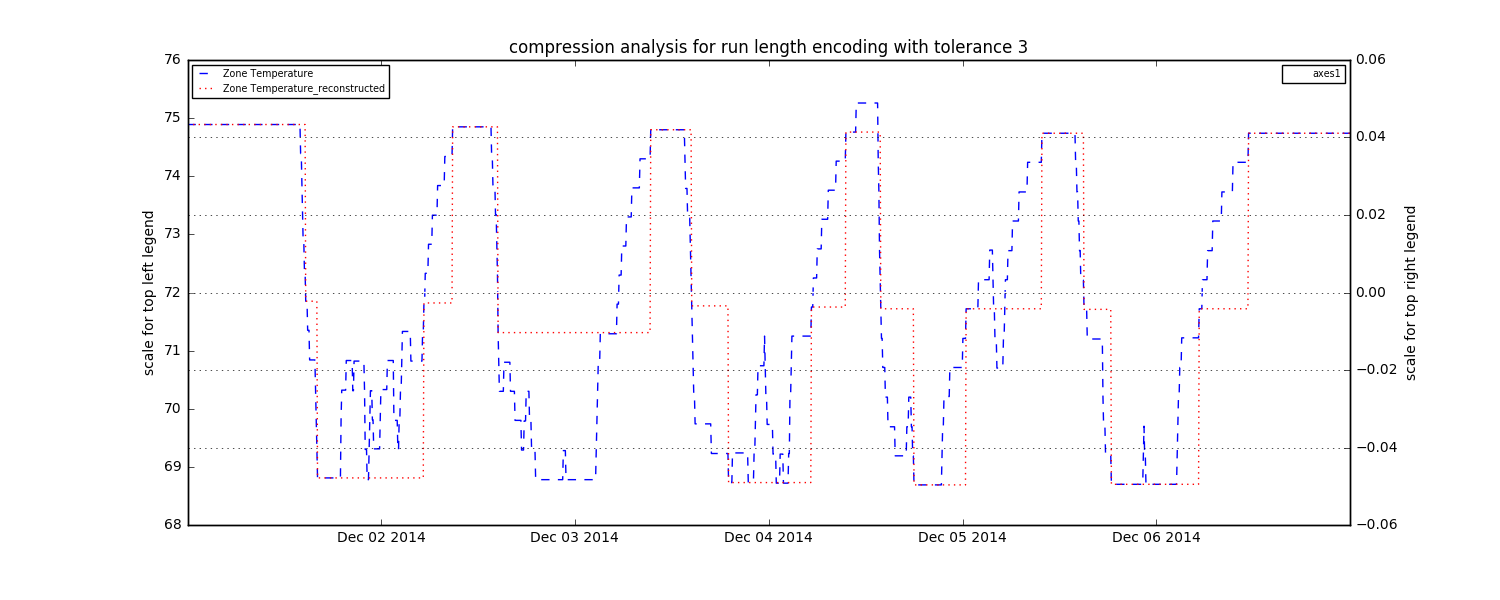 compression analysis for run length encoding with tolerance 3
76
75
74
73
72
71
70
69
68
scale for top left legend
Zone Temperature
Zone Temperature_reconstructed
axes1
0.06
0.04
0.02
0.00
−0.02
−0.04
−0.06
scale for top right legend
Dec 02 2014
Dec 03 2014
Dec 04 2014
Dec 05 2014
Dec 06 2014